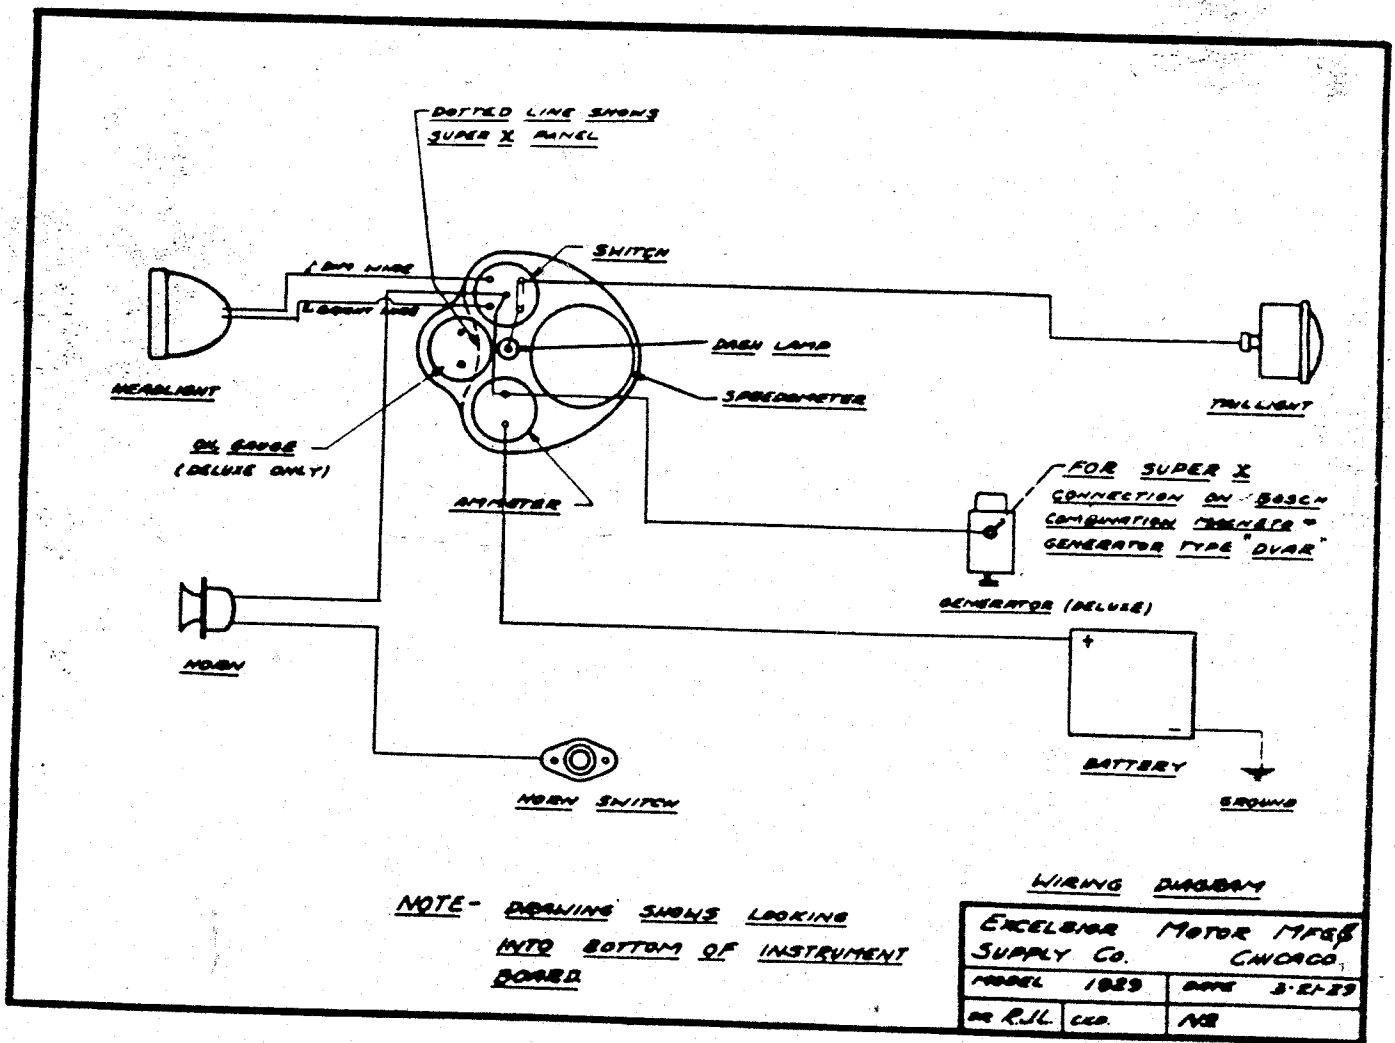 DOTTED LINE SHOWS
SUPER X PANEL
SWITCH
DIM WIRE
BRIGHT WIRE
DASH LAMP
HEADLIGHT
SPEEDOMETER
TAIL LIGHT
OIL GAUGE
(DELUXE ONLY)
AMMETER
FOR SUPER X
CONNECTION ON BOSCH
COMBINATION MAGNETO &
GENERATOR TYPE "DVAR"
GENERATOR (DELUXE)
+
-
HORN
BATTERY
GROUND
HORN SWITCH
WIRING DIAGRAM
NOTE- DRAWING SHOWS LOOKING
INTO BOTTOM OF INSTRUMENT
BOARD
EXCELSIOR MOTOR MFG &
SUPPLY CO. CHICAGO
MODEL 1929 DATE 3-21-29
DR R.J.L. CKD. NO